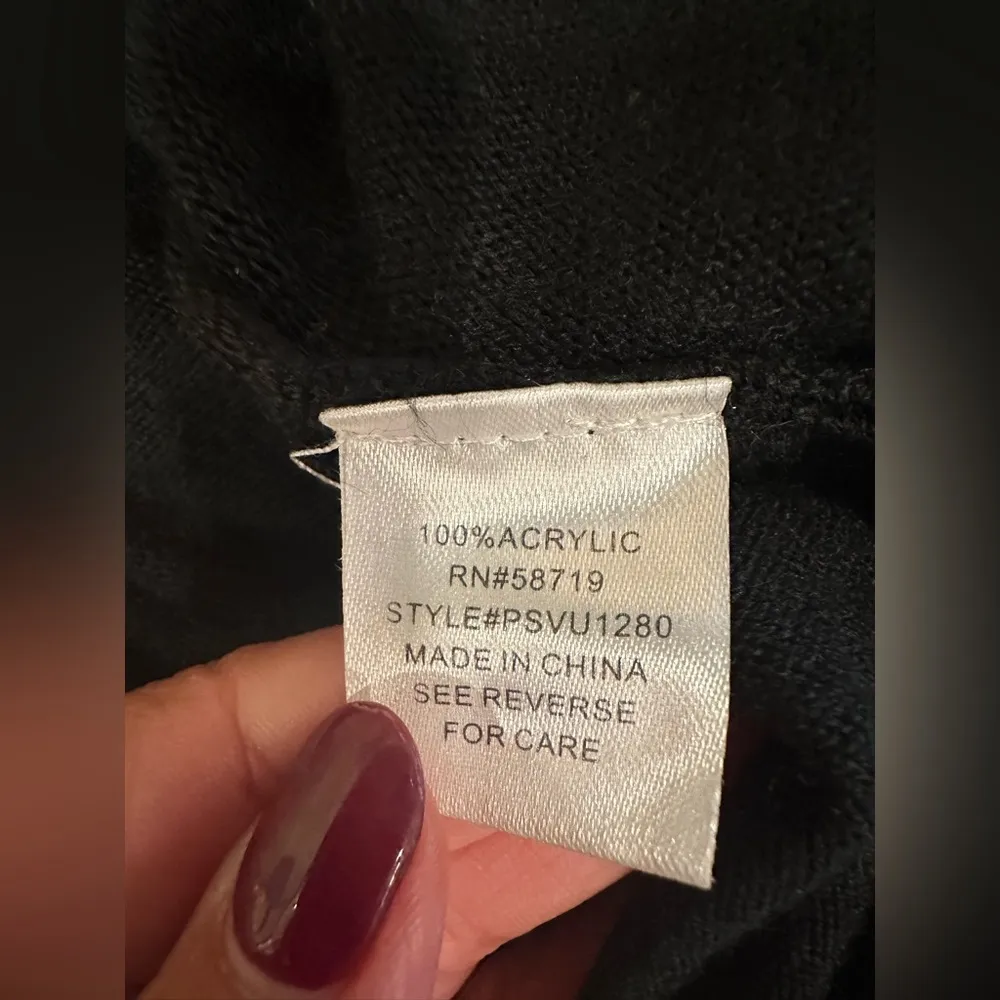 100%ACRYLIC
RN#58719
STYLE#PSVU1280
MADE IN CHINA
SEE REVERSE
FOR CARE